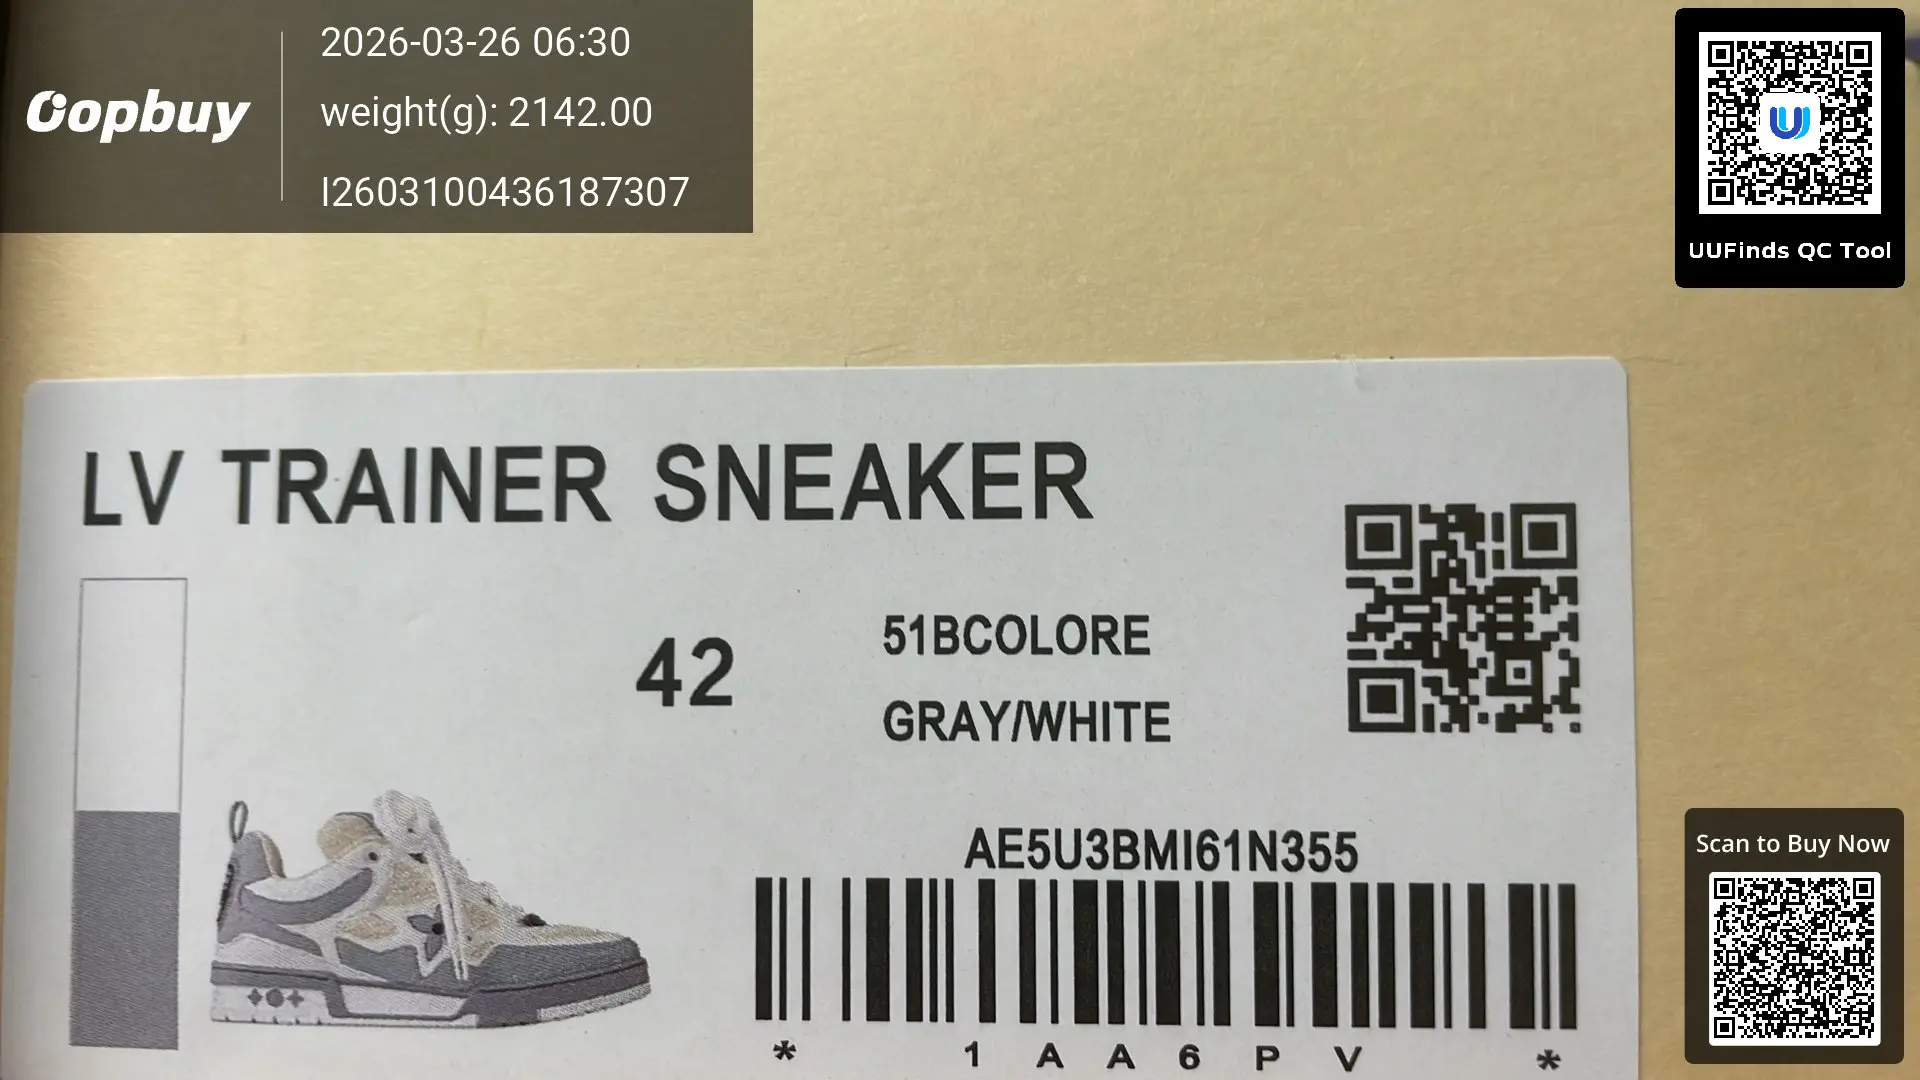 Oopbuy
2026-03-26 06:30
weight(g): 2142.00
I2603100436187307
UUFinds QC Tool
LV TRAINER SNEAKER
42
51BCOLORE
GRAY/WHITE
AE5U3BMI61N355
* 1 A A 6 P V *
Scan to Buy Now